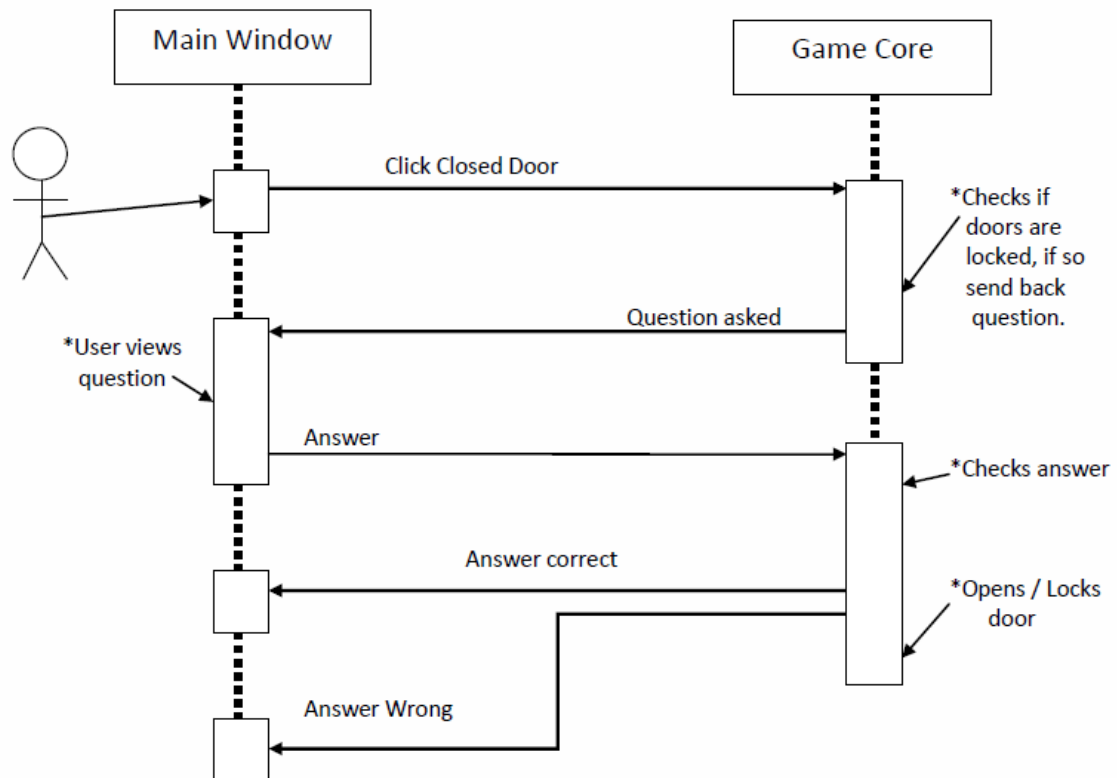 Main Window
Game Core
Click Closed Door
*Checks if
doors are
locked, if so
send back
question.
Question asked
*User views
question
Answer
*Checks answer
Answer correct
*Opens / Locks
door
Answer Wrong